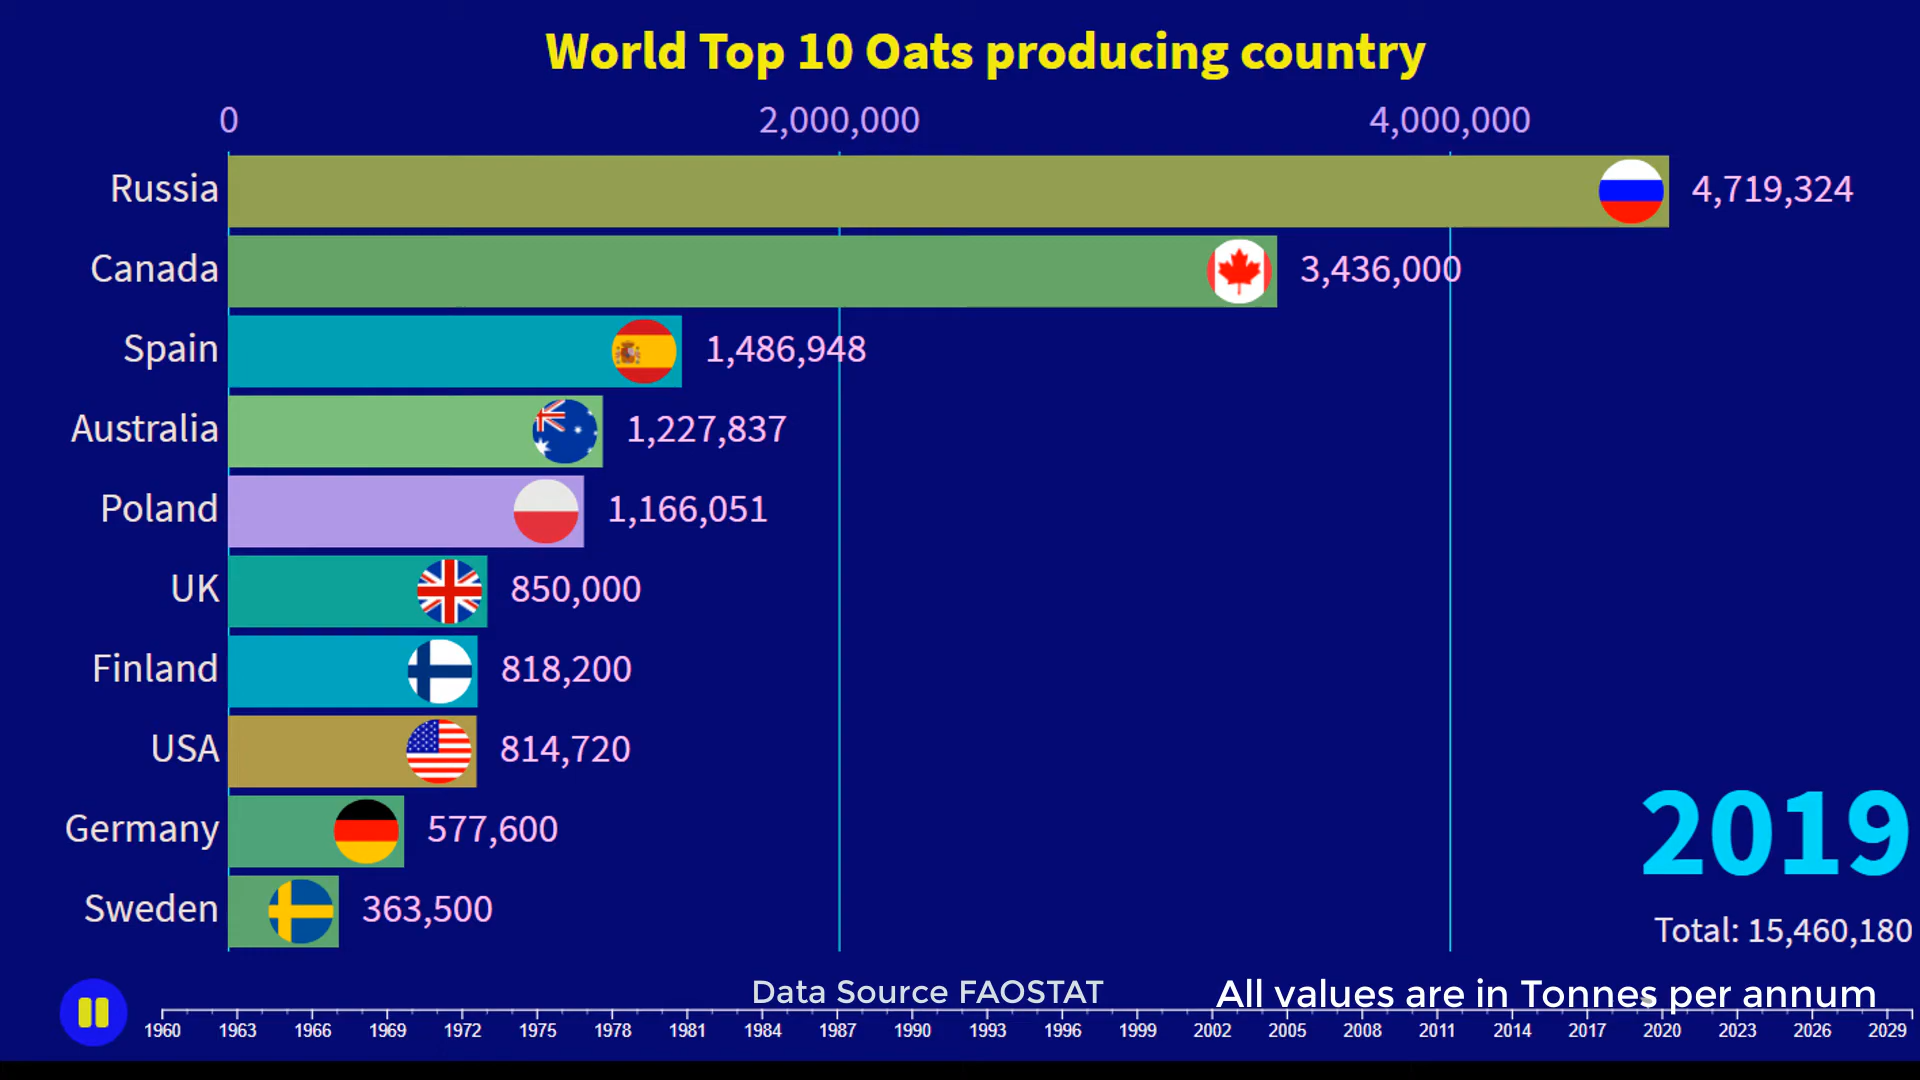 World Top 10 Oats producing country
0 2,000,000 4,000,000
Russia 4,719,324
Canada 3,436,000
Spain 1,486,948
Australia 1,227,837
Poland 1,166,051
UK 850,000
Finland 818,200
USA 814,720
Germany 577,600
Sweden 363,500
2019
Total: 15,460,180
Data Source FAOSTAT
All values are in Tonnes per annum
1960 1963 1966 1969 1972 1975 1978 1981 1984 1987 1990 1993 1996 1999 2002 2005 2008 2011 2014 2017 2020 2023 2026 2029